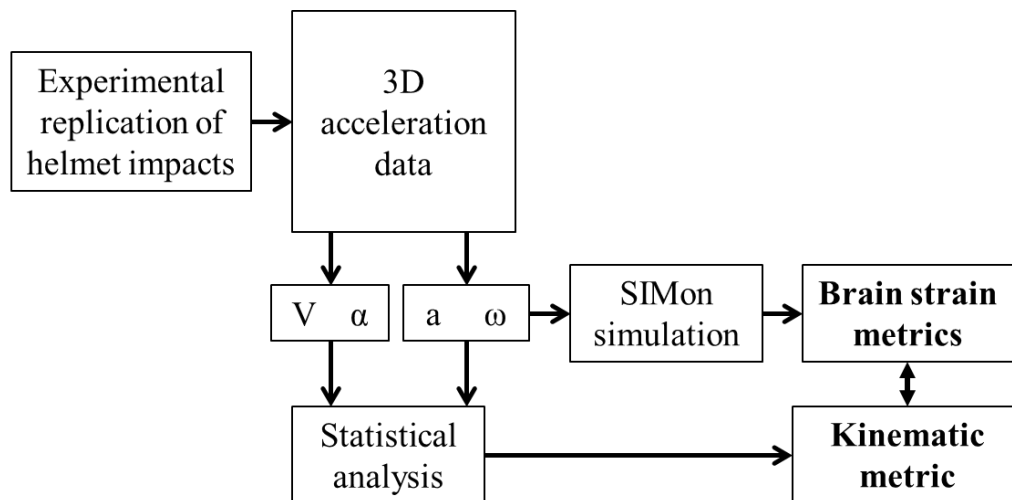 Experimental
replication of
helmet impacts
3D
acceleration
data
V α
a ω
SIMon
simulation
Brain strain
metrics
Statistical
analysis
Kinematic
metric